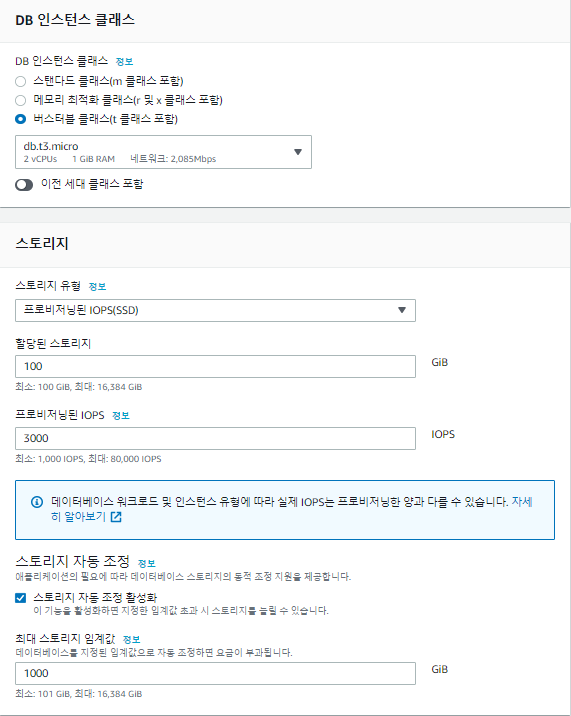 DB 인스턴스 클래스
DB 인스턴스 클래스 정보
스탠다드 클래스(m 클래스 포함)
메모리 최적화 클래스(r 및 x 클래스 포함)
버스터블 클래스(t 클래스 포함)
db.t3.micro
2 vCPUs 1 GiB RAM 네트워크: 2,085Mbps
이전 세대 클래스 포함
스토리지
스토리지 유형 정보
프로비저닝된 IOPS(SSD)
할당된 스토리지
100 GiB
최소: 100 GiB, 최대: 16,384 GiB
프로비저닝된 IOPS 정보
3000 IOPS
최소: 1,000 IOPS, 최대: 80,000 IOPS
데이터베이스 워크로드 및 인스턴스 유형에 따라 실제 IOPS는 프로비저닝한 양과 다를 수 있습니다. 자세
히 알아보기
스토리지 자동 조정 정보
애플리케이션의 필요에 따라 데이터베이스 스토리지의 동적 조정 지원을 제공합니다.
스토리지 자동 조정 활성화
이 기능을 활성화하면 지정한 임계값 초과 시 스토리지를 늘릴 수 있습니다.
최대 스토리지 임계값 정보
데이터베이스를 지정된 임계값으로 자동 조정하면 요금이 부과됩니다.
1000 GiB
최소: 101 GiB, 최대: 16,384 GiB